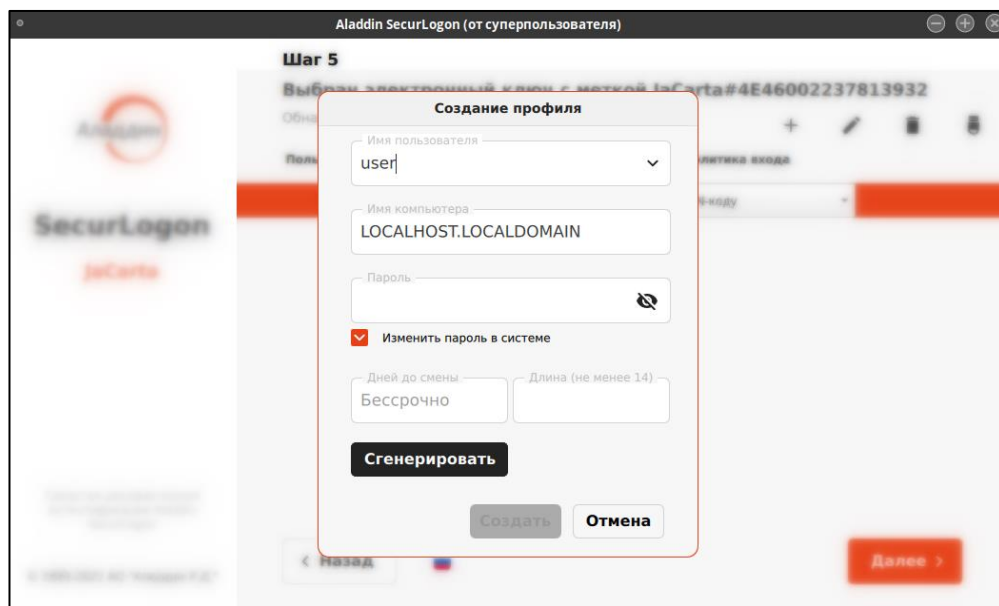 Aladdin SecurLogon (от суперпользователя)
Шаг 5
Выбран электронный ключ с меткой JaCarta#4E46002237813932
Создание профиля
Имя пользователя
user
Имя компьютера
LOCALHOST.LOCALDOMAIN
Пароль
Изменить пароль в системе
Дней до смены
Длина (не менее 14)
Бессрочно
Сгенерировать
Создать
Отмена
Аладдин
SecurLogon
JaCarta
Назад
Далее